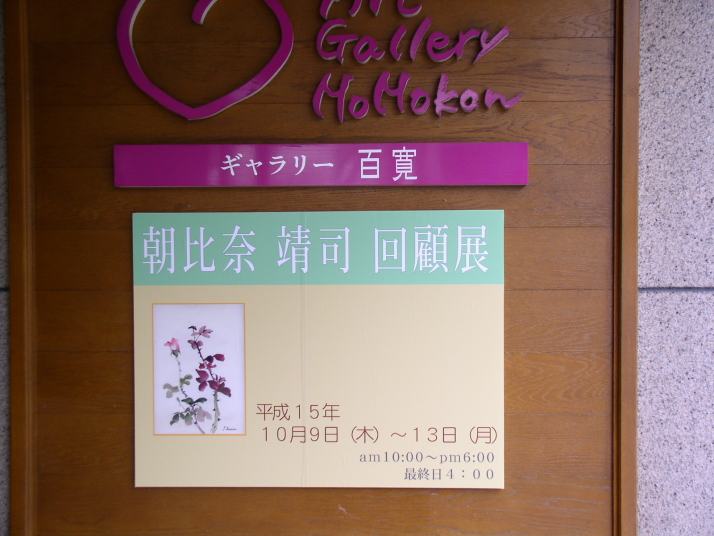 Gallery
MoMokan
ギャラリー 百寛
朝比奈 靖司 回顧展
平成15年
10月9日(木)～13日(月)
am10:00～pm6:00
最終日4:00